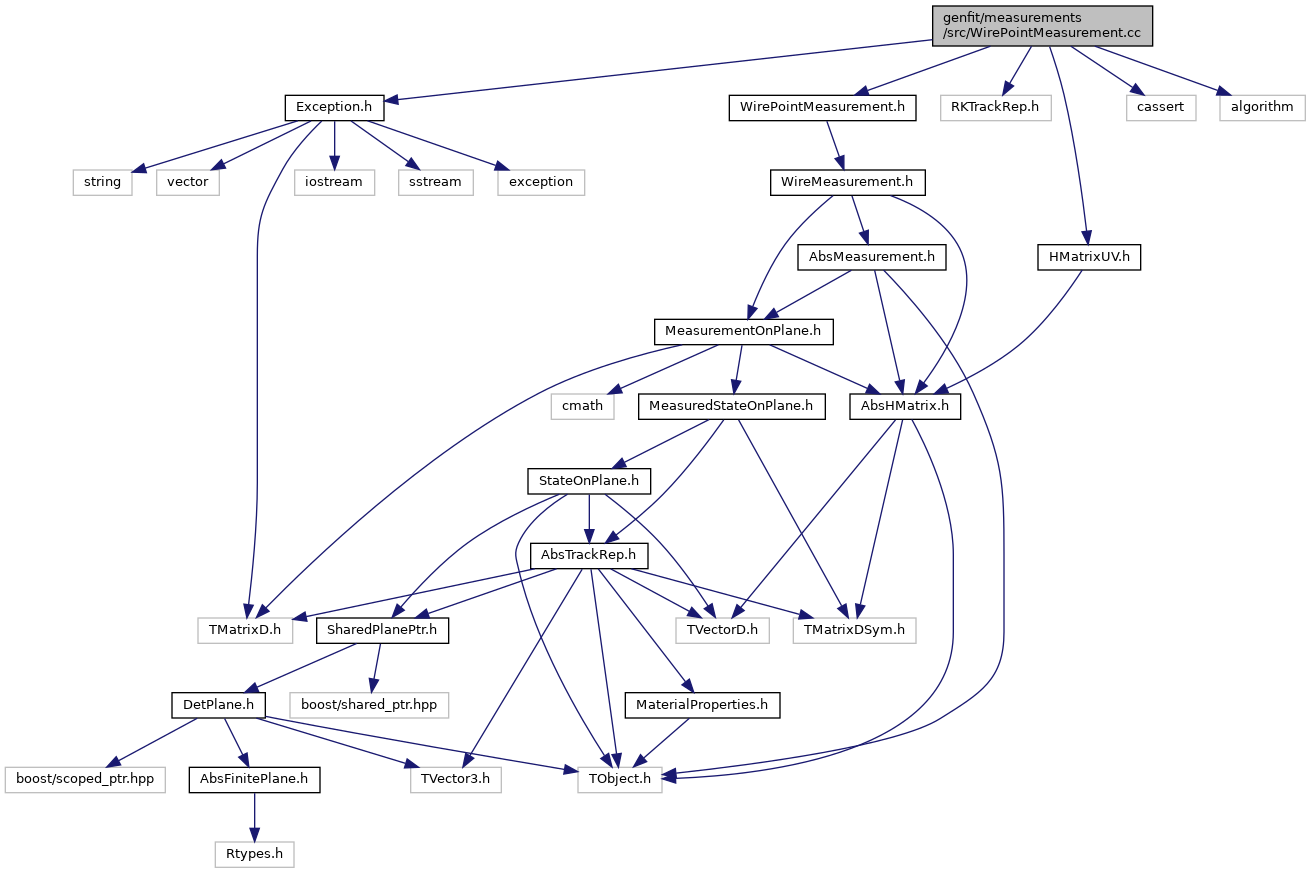 genfit/measurements
/src/WirePointMeasurement.cc
Exception.h
WirePointMeasurement.h
RKTrackRep.h
cassert
algorithm
string
vector
iostream
sstream
exception
WireMeasurement.h
AbsMeasurement.h
HMatrixUV.h
MeasurementOnPlane.h
cmath
MeasuredStateOnPlane.h
AbsHMatrix.h
StateOnPlane.h
AbsTrackRep.h
TMatrixD.h
SharedPlanePtr.h
TVectorD.h
TMatrixDSym.h
DetPlane.h
boost/shared_ptr.hpp
MaterialProperties.h
boost/scoped_ptr.hpp
AbsFinitePlane.h
TVector3.h
TObject.h
Rtypes.h